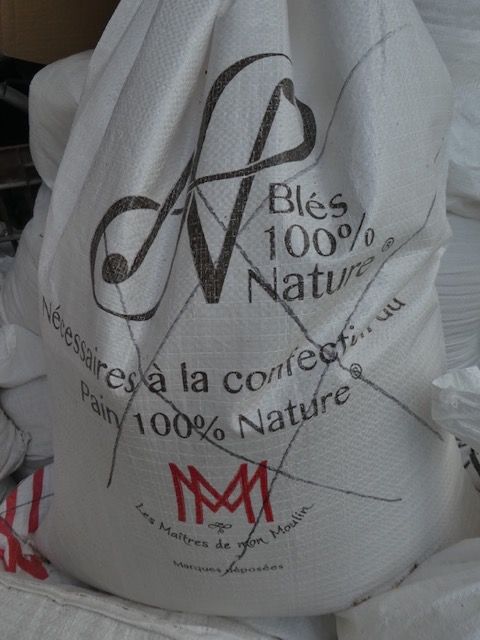 Blés
100%
Nature®
Nécessaires à la confection du
Pain 100% Nature®
Les Maîtres de mon Moulin
Marques déposées